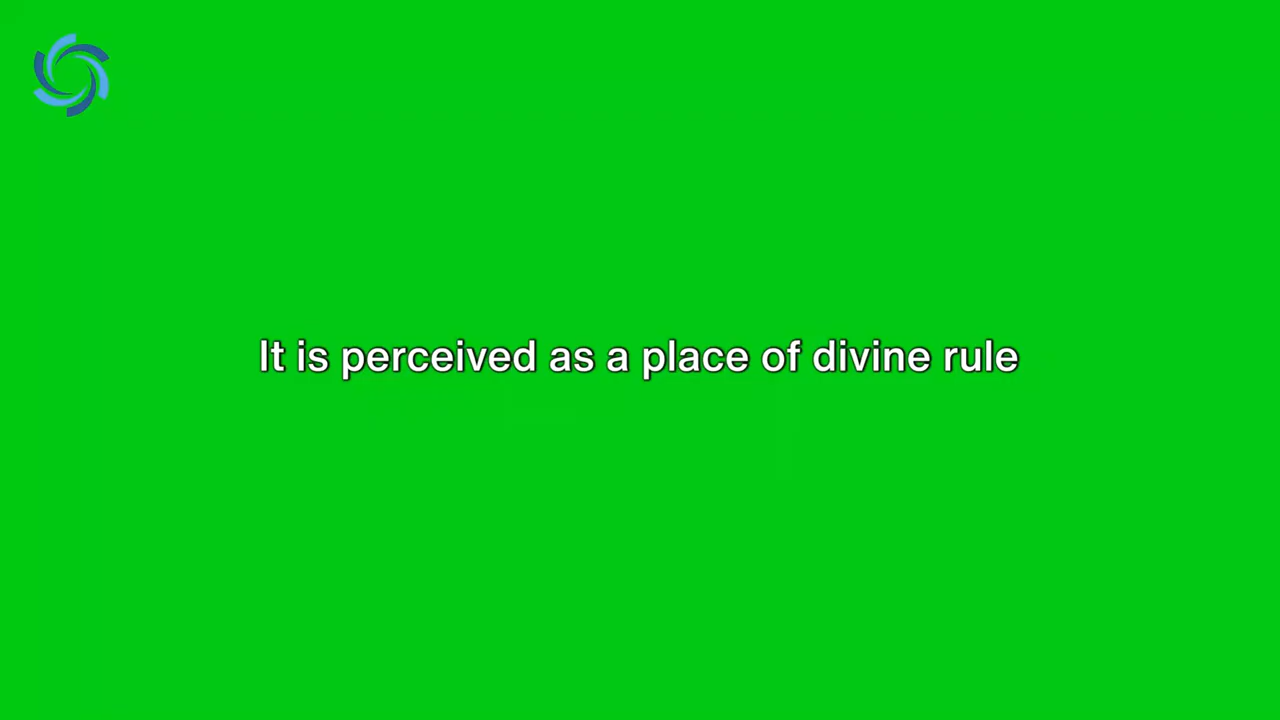 It is perceived as a place of divine rule